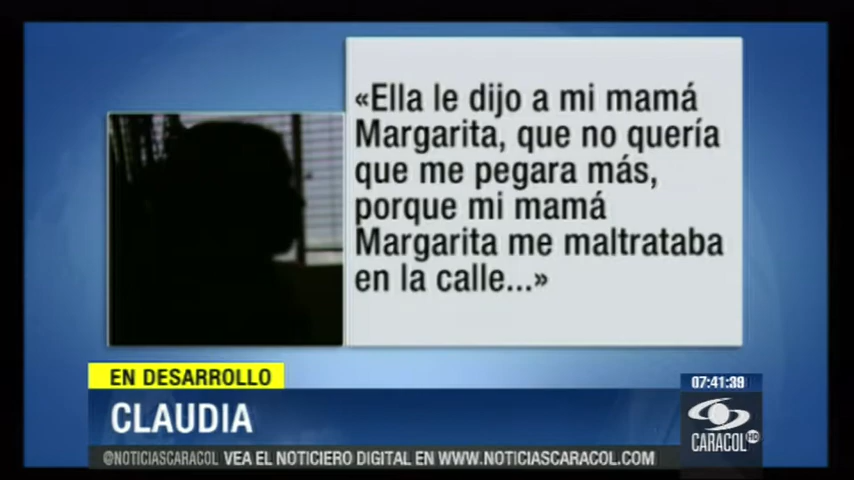 «Ella le dijo a mi mamá
Margarita, que no quería
que me pegara más,
porque mi mamá
Margarita me maltrataba
en la calle...»
EN DESARROLLO
07:41:39
CLAUDIA
CARACOL HD
@NOTICIASCARACOL VEA EL NOTICIERO DIGITAL EN WWW.NOTICIASCARACOL.COM